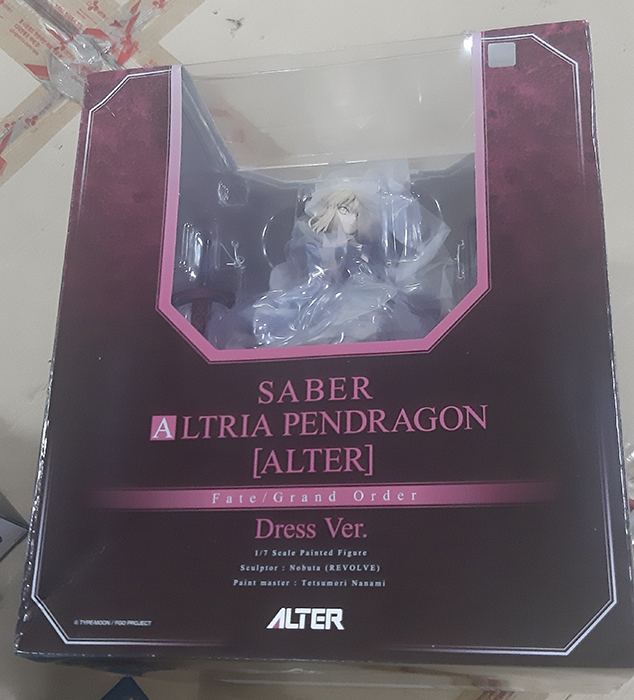 SABER
ALTRIA PENDRAGON
[ALTER]
Fate/Grand Order
Dress Ver.
1/7 Scale Painted Figure
Sculptor : Nobuta (REVOLVE)
Paint master : Tetsumori Nanami
ALTER
© TYPE-MOON / FGO PROJECT